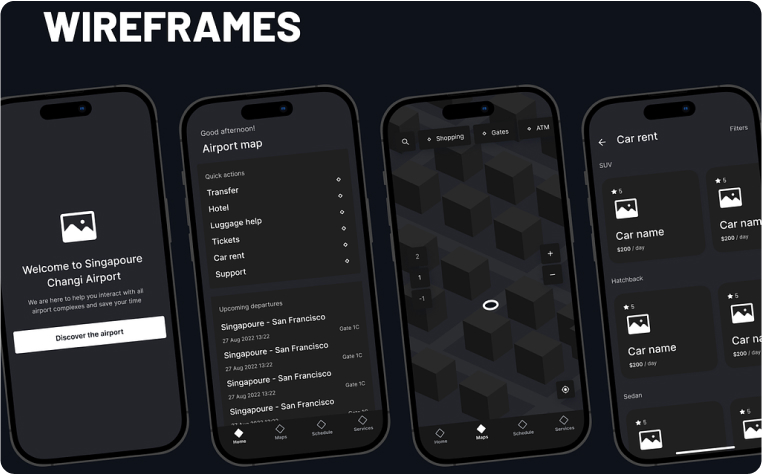 WIREFRAMES
Welcome to Singapoure
Changi Airport
We are here to help you interact with all
airport complexes and save your time
Discover the airport
Good afternoon!
Airport map
Quick actions
Transfer
Hotel
Luggage help
Tickets
Car rent
Support
Upcoming departures
Singapoure - San Francisco
27 Aug 2022 13:22 Gate 1C
Singapoure - San Francisco
27 Aug 2022 13:22 Gate 1C
Singapoure - San Francisco
27 Aug 2022 13:22 Gate 1C
Singapoure - San Francisco
Home Maps Schedule Services
Shopping Gates ATM
2
1
-1
+
−
Home Maps Schedule Services
Car rent Filters
SUV
5 5
Car name Car nam
$200 / day $200 / day
Hatchback
5 5
Car name Car na
$200 / day $200 / da
Sedan
5 5